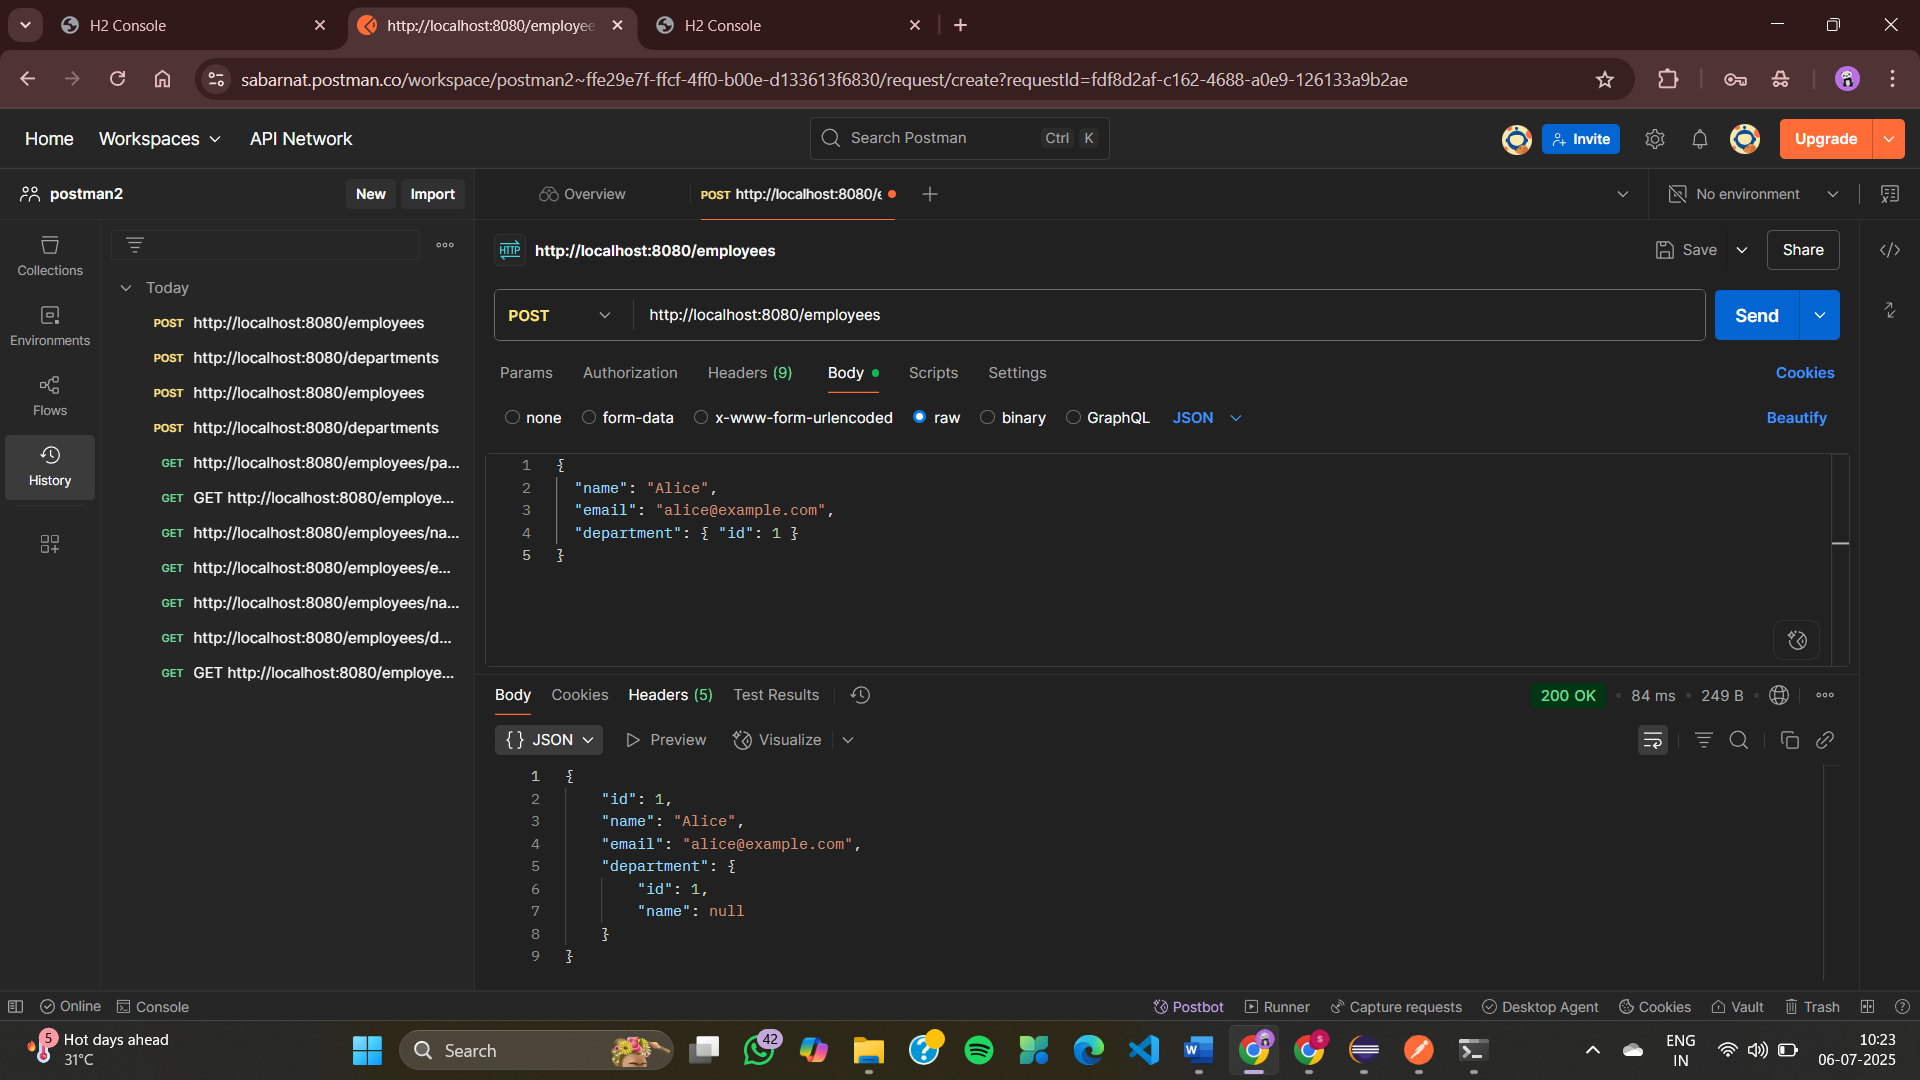 H2 Console
http://localhost:8080/employee
H2 Console
sabarnat.postman.co/workspace/postman2~ffe29e7f-ffcf-4ff0-b00e-d133613f6830/request/create?requestId=fdf8d2af-c162-4688-a0e9-126133a9b2ae
Home Workspaces API Network
Search Postman Ctrl K
Invite Upgrade
postman2 New Import
Overview POST http://localhost:8080/e No environment
Collections
Environments
Flows
History
Today
POST http://localhost:8080/employees
POST http://localhost:8080/departments
POST http://localhost:8080/employees
POST http://localhost:8080/departments
GET http://localhost:8080/employees/pa...
GET GET http://localhost:8080/employe...
GET http://localhost:8080/employees/na...
GET http://localhost:8080/employees/e...
GET http://localhost:8080/employees/na...
GET http://localhost:8080/employees/d...
GET GET http://localhost:8080/employe...
HTTP http://localhost:8080/employees Save Share
POST http://localhost:8080/employees Send
Params Authorization Headers (9) Body Scripts Settings Cookies
none form-data x-www-form-urlencoded raw binary GraphQL JSON Beautify
1 {
2 "name": "Alice",
3 "email": "alice@example.com",
4 "department": { "id": 1 }
5 }
Body Cookies Headers (5) Test Results 200 OK 84 ms 249 B
{} JSON Preview Visualize
1 {
2 "id": 1,
3 "name": "Alice",
4 "email": "alice@example.com",
5 "department": {
6 "id": 1,
7 "name": null
8 }
9 }
Online Console Postbot Runner Capture requests Desktop Agent Cookies Vault Trash
5 Hot days ahead
31°C
Search
42
S
ENG
IN
10:23
06-07-2025